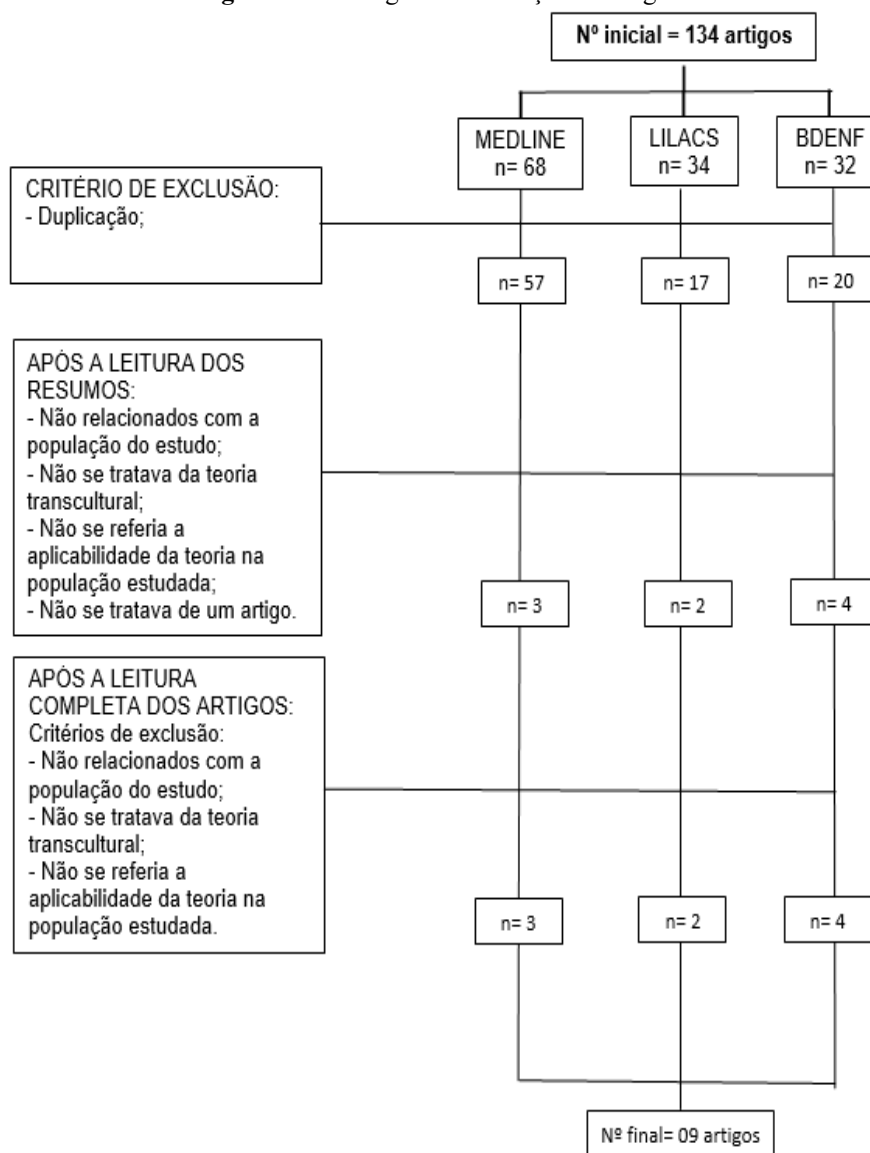 Nº inicial = 134 artigos
MEDLINE
n= 68
LILACS
n= 34
BDENF
n= 32
CRITÉRIO DE EXCLUSÃO:
- Duplicação;
n= 57
n= 17
n= 20
APÓS A LEITURA DOS
RESUMOS:
- Não relacionados com a
população do estudo;
- Não se tratava da teoria
transcultural;
- Não se referia a
aplicabilidade da teoria na
população estudada;
- Não se tratava de um artigo.
n= 3
n= 2
n= 4
APÓS A LEITURA
COMPLETA DOS ARTIGOS:
Critérios de exclusão:
- Não relacionados com a
população do estudo;
- Não se tratava da teoria
transcultural;
- Não se referia a
aplicabilidade da teoria na
população estudada.
n= 3
n= 2
n= 4
Nº final= 09 artigos